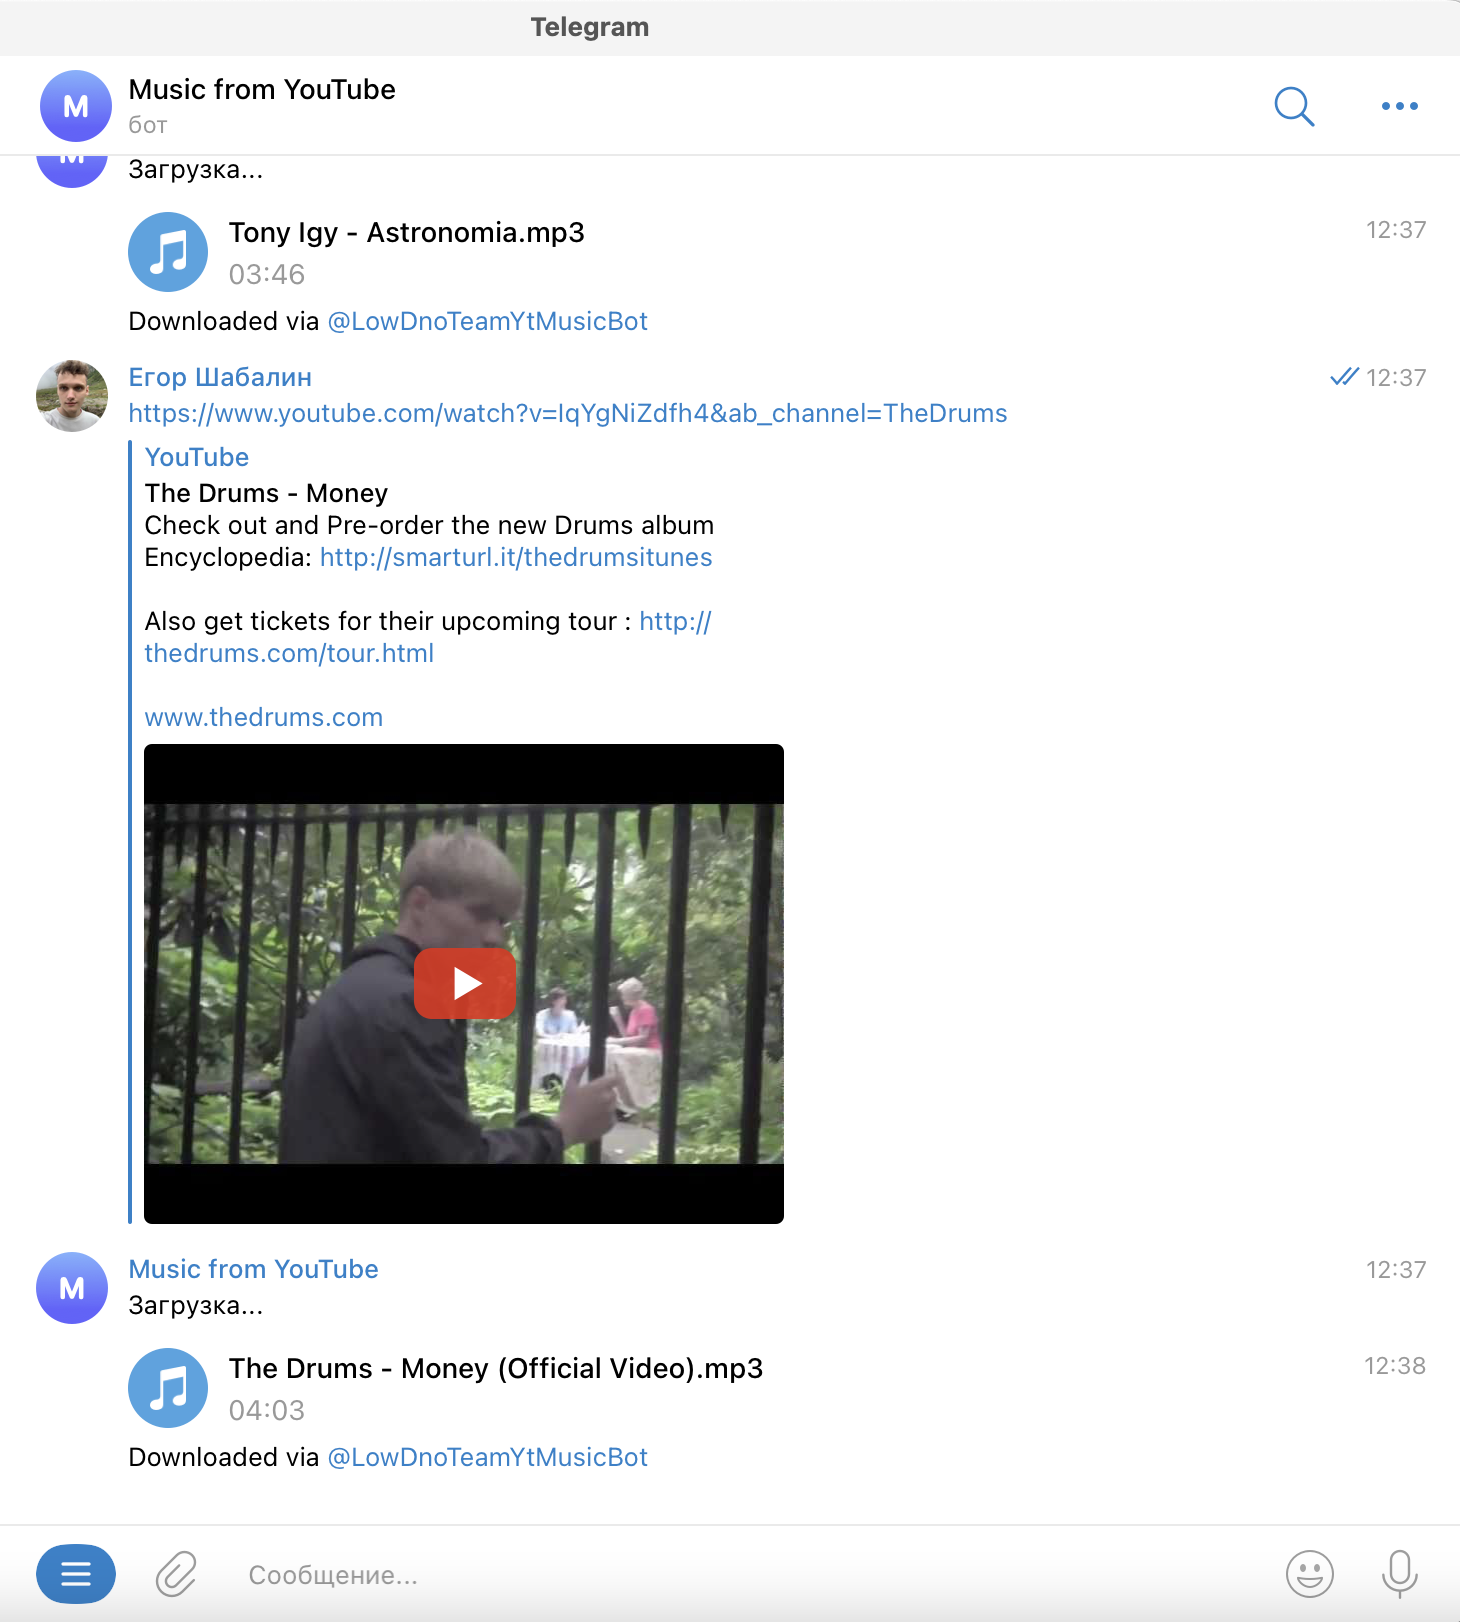 Telegram
M
Music from YouTube
бот
M
Загрузка...
Tony Igy - Astronomia.mp3
12:37
03:46
Downloaded via @LowDnoTeamYtMusicBot
Егор Шабалин
12:37
https://www.youtube.com/watch?v=IqYgNiZdfh4&ab_channel=TheDrums
YouTube
The Drums - Money
Check out and Pre-order the new Drums album
Encyclopedia: http://smarturl.it/thedrumsitunes
Also get tickets for their upcoming tour : http://
thedrums.com/tour.html
www.thedrums.com
M
Music from YouTube
12:37
Загрузка...
The Drums - Money (Official Video).mp3
12:38
04:03
Downloaded via @LowDnoTeamYtMusicBot
Сообщение...